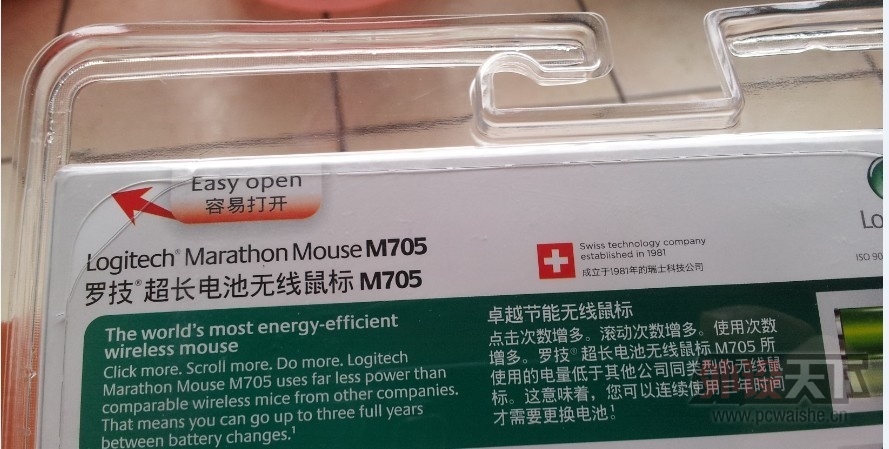 Easy open
容易打开
Logitech® Marathon Mouse M705
罗技® 超长电池无线鼠标 M705
Swiss technology company
established in 1981
成立于1981年的瑞士科技公司
Lo
ISO 90
The world's most energy-efficient
wireless mouse
Click more. Scroll more. Do more. Logitech
Marathon Mouse M705 uses far less power than
comparable wireless mice from other companies.
That means you can go up to three full years
between battery changes.¹
卓越节能无线鼠标
点击次数增多。滚动次数增多。使用次数
增多。罗技® 超长电池无线鼠标 M705 所
使用的电量低于其他公司同类型的无线鼠
标。这意味着，您可以连续使用三年时间
才需要更换电池¹
天下
www.pcwaishe.cn